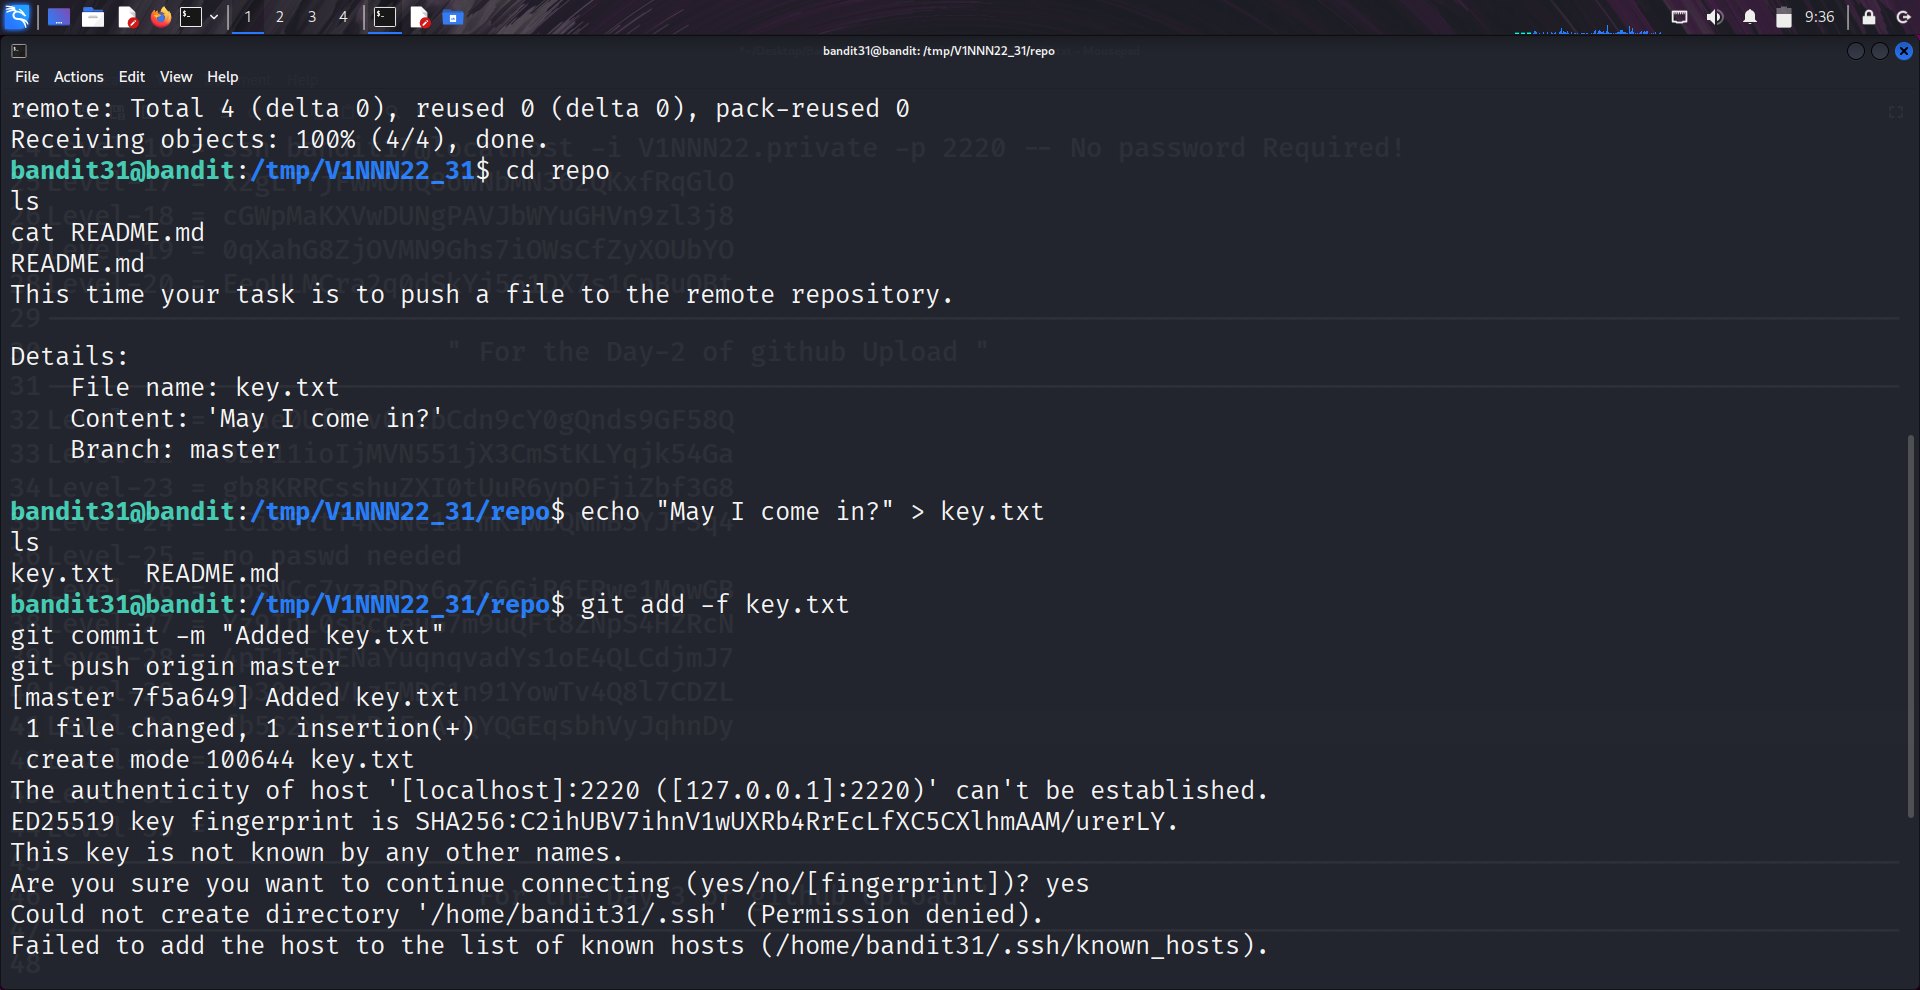 1 2 3 4 9:36
bandit31@bandit: /tmp/V1NNN22_31/repo
File Actions Edit View Help
remote: Total 4 (delta 0), reused 0 (delta 0), pack-reused 0
Receiving objects: 100% (4/4), done.
bandit31@bandit:/tmp/V1NNN22_31$ cd repo
ls
cat README.md
README.md
This time your task is to push a file to the remote repository.
Details:
File name: key.txt
Content: 'May I come in?'
Branch: master
bandit31@bandit:/tmp/V1NNN22_31/repo$ echo "May I come in?" > key.txt
ls
key.txt README.md
bandit31@bandit:/tmp/V1NNN22_31/repo$ git add -f key.txt
git commit -m "Added key.txt"
git push origin master
[master 7f5a649] Added key.txt
1 file changed, 1 insertion(+)
create mode 100644 key.txt
The authenticity of host '[localhost]:2220 ([127.0.0.1]:2220)' can't be established.
ED25519 key fingerprint is SHA256:C2ihUBV7ihnV1wUXRb4RrEcLfXC5CXlhmAAM/urerLY.
This key is not known by any other names.
Are you sure you want to continue connecting (yes/no/[fingerprint])? yes
Could not create directory '/home/bandit31/.ssh' (Permission denied).
Failed to add the host to the list of known hosts (/home/bandit31/.ssh/known_hosts).